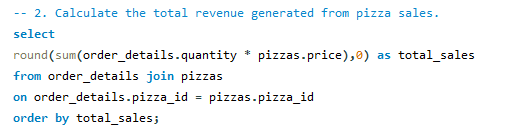 -- 2. Calculate the total revenue generated from pizza sales.
select
round(sum(order_details.quantity * pizzas.price),0) as total_sales
from order_details join pizzas
on order_details.pizza_id = pizzas.pizza_id
order by total_sales;